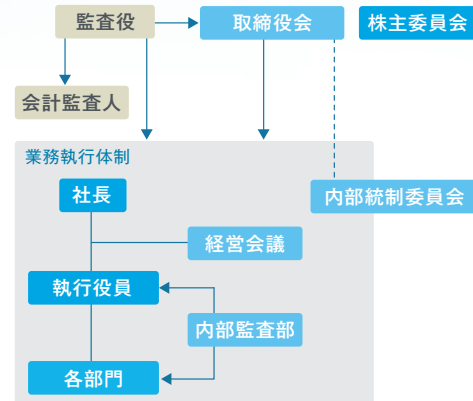 監査役
取締役会
株主委員会
会計監査人
業務執行体制
社長
内部統制委員会
経営会議
執行役員
内部監査部
各部門